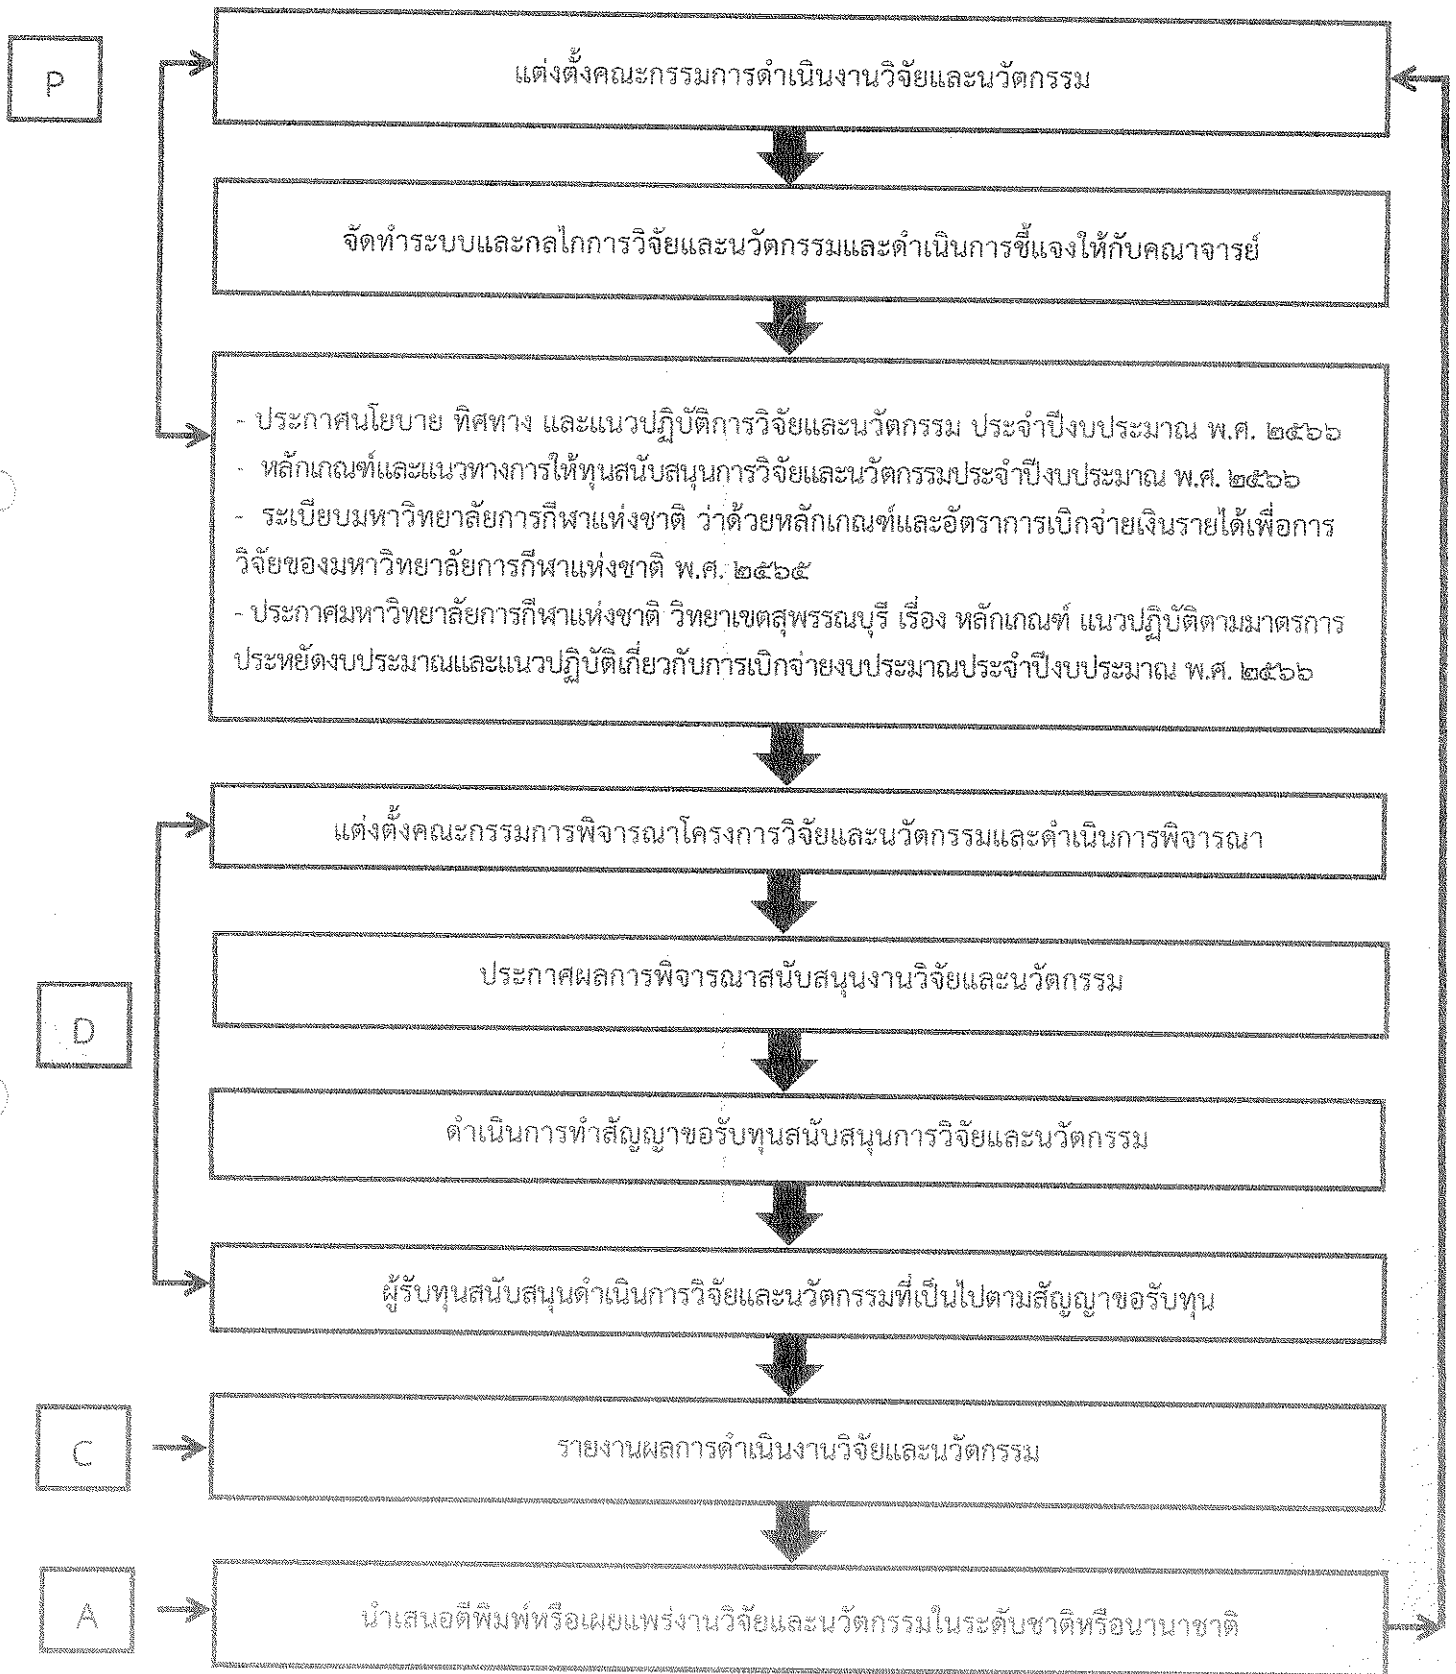 P
แต่งตั้งคณะกรรมการดำเนินงานวิจัยและนวัตกรรม
จัดทำระบบและกลไกการวิจัยและนวัตกรรมและดำเนินการชี้แจงให้กับคณาจารย์
- ประกาศนโยบาย ทิศทาง และแนวปฏิบัติการวิจัยและนวัตกรรม ประจำปีงบประมาณ พ.ศ. ๒๕๖๖
- หลักเกณฑ์และแนวทางการให้ทุนสนับสนุนการวิจัยและนวัตกรรมประจำปีงบประมาณ พ.ศ. ๒๕๖๖
- ระเบียบมหาวิทยาลัยการกีฬาแห่งชาติ ว่าด้วยหลักเกณฑ์และอัตราการเบิกจ่ายเงินรายได้เพื่อการ
วิจัยของมหาวิทยาลัยการกีฬาแห่งชาติ พ.ศ. ๒๕๖๕
- ประกาศมหาวิทยาลัยการกีฬาแห่งชาติ วิทยาเขตสุพรรณบุรี เรื่อง หลักเกณฑ์ แนวปฏิบัติตามมาตรการ
ประหยัดงบประมาณและแนวปฏิบัติเกี่ยวกับการเบิกจ่ายงบประมาณประจำปีงบประมาณ พ.ศ. ๒๕๖๖
แต่งตั้งคณะกรรมการพิจารณาโครงการวิจัยและนวัตกรรมและดำเนินการพิจารณา
ประกาศผลการพิจารณาสนับสนุนงานวิจัยและนวัตกรรม
D
ดำเนินการทำสัญญาขอรับทุนสนับสนุนการวิจัยและนวัตกรรม
ผู้รับทุนสนับสนุนดำเนินการวิจัยและนวัตกรรมที่เป็นไปตามสัญญาขอรับทุน
C
รายงานผลการดำเนินงานวิจัยและนวัตกรรม
A
นำเสนอตีพิมพ์หรือเผยแพร่งานวิจัยและนวัตกรรมในระดับชาติหรือนานาชาติ